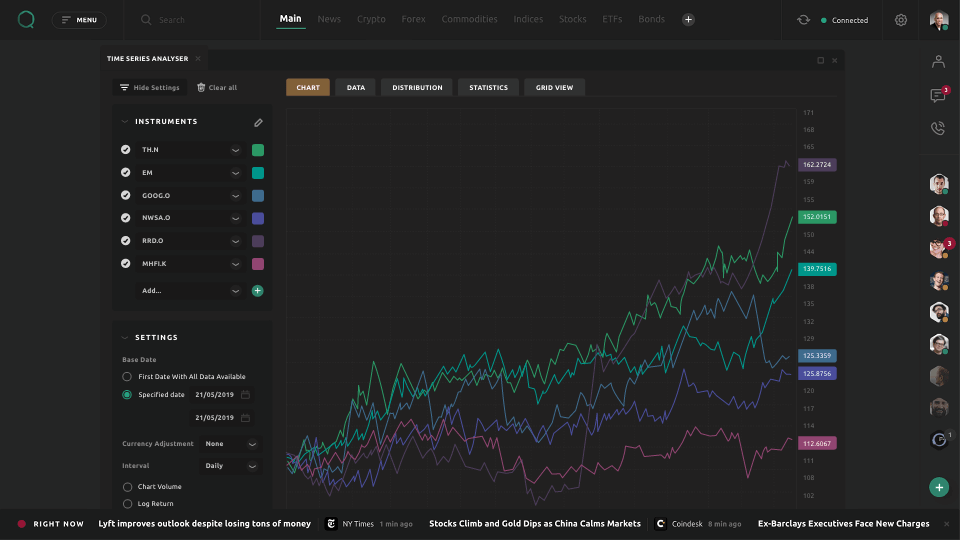 MENU
Search
Main News Crypto Forex Commodities Indices Stocks ETFs Bonds
Connected
TIME SERIES ANALYSER
Hide Settings Clear all
CHART DATA DISTRIBUTION STATISTICS GRID VIEW
INSTRUMENTS
TH.N
EM
GOOG.O
NWSA.O
RRD.O
MHFI.K
Add...
SETTINGS
Base Date
First Date With All Data Available
Specified date 21/05/2019
21/05/2019
Currency Adjustment None
Interval Daily
Chart Volume
Log Return
171
168
165
162.2724
159
155
152.0151
150
144
139.7516
138
135
132
129
125.3359
125.8756
120
117
114
112.6067
111
108
102
3
3
1
RIGHT NOW Lyft improves outlook despite losing tons of money NY Times 1 min ago Stocks Climb and Gold Dips as China Calms Markets Coindesk 8 min ago Ex-Barclays Executives Face New Charges